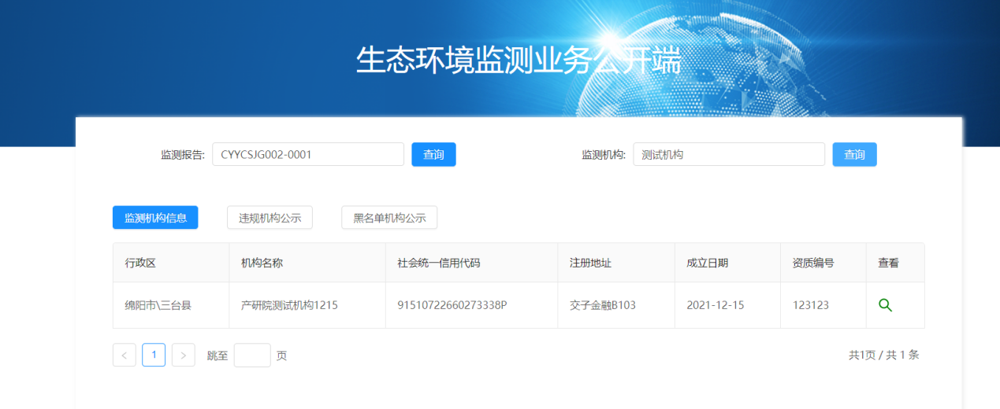 生态环境监测业务公开端
监测报告: CYYCSJG002-0001 查询 监测机构: 测试机构 查询
监测机构信息 违规机构公示 黑名单机构公示
行政区 机构名称 社会统一信用代码 注册地址 成立日期 资质编号 查看
绵阳市\三台县 产研院测试机构1215 91510722660273338P 交子金融B103 2021-12-15 123123
< 1 > 跳至 页 共1页 / 共 1 条